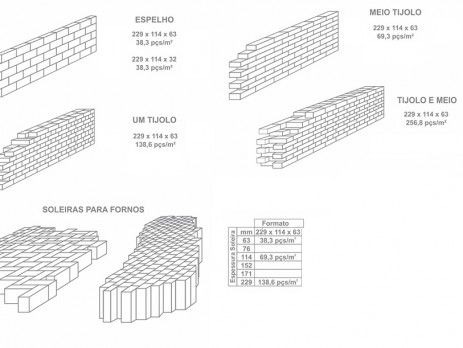 ESPELHO
229 x 114 x 63
38,3 pçs/m²
229 x 114 x 32
38,3 pçs/m²
MEIO TIJOLO
229 x 114 x 63
69,3 pçs/m²
UM TIJOLO
229 x 114 x 63
138,6 pçs/m²
TIJOLO E MEIO
229 x 114 x 63
256,8 pçs/m²
SOLEIRAS PARA FORNOS
Formato
Espessura Soleira
mm 229 x 114 x 63
63 38,3 pçs/m²
76
114 69,3 pçs/m²
152
171
229 138,6 pçs/m²